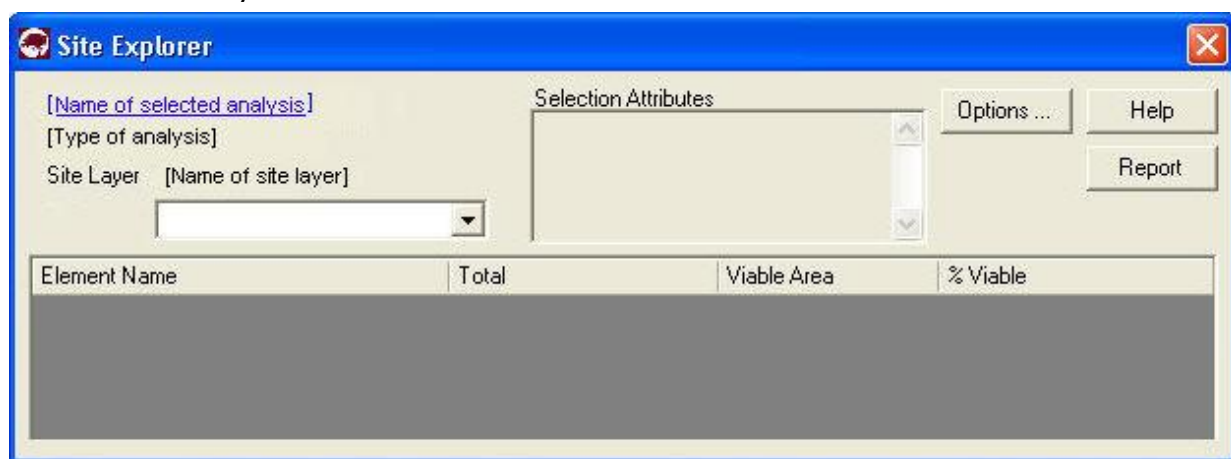 Site Explorer
[Name of selected analysis]
[Type of analysis]
Site Layer [Name of site layer]
Selection Attributes
Options ...
Help
Report
Element Name Total Viable Area % Viable